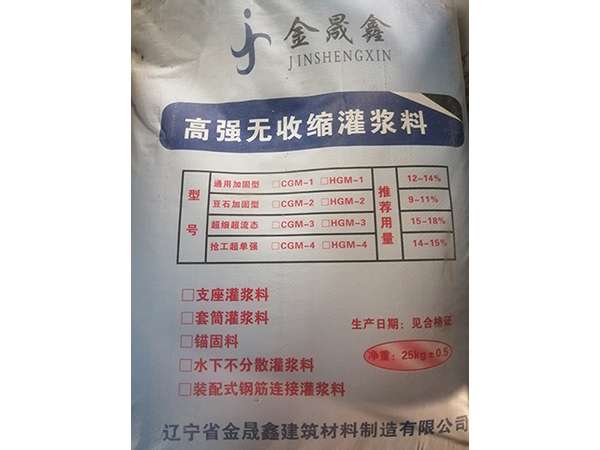 金晟鑫
JINSHENGXIN
高强无收缩灌浆料
型号
推荐用量
通用加固型 □CGM-1 □HGM-1 12-14%
豆石加固型 □CGM-2 □HGM-2 9-11%
超细超流态 □CGM-3 □HGM-3 15-18%
抢工超单强 □CGM-4 □HGM-4 14-15%
□支座灌浆料
□套筒灌浆料
□锚固料
□水下不分散灌浆料
□装配式钢筋连接灌浆料
生产日期：见合格证
净重：25kg±0.5
辽宁省金晟鑫建筑材料制造有限公司